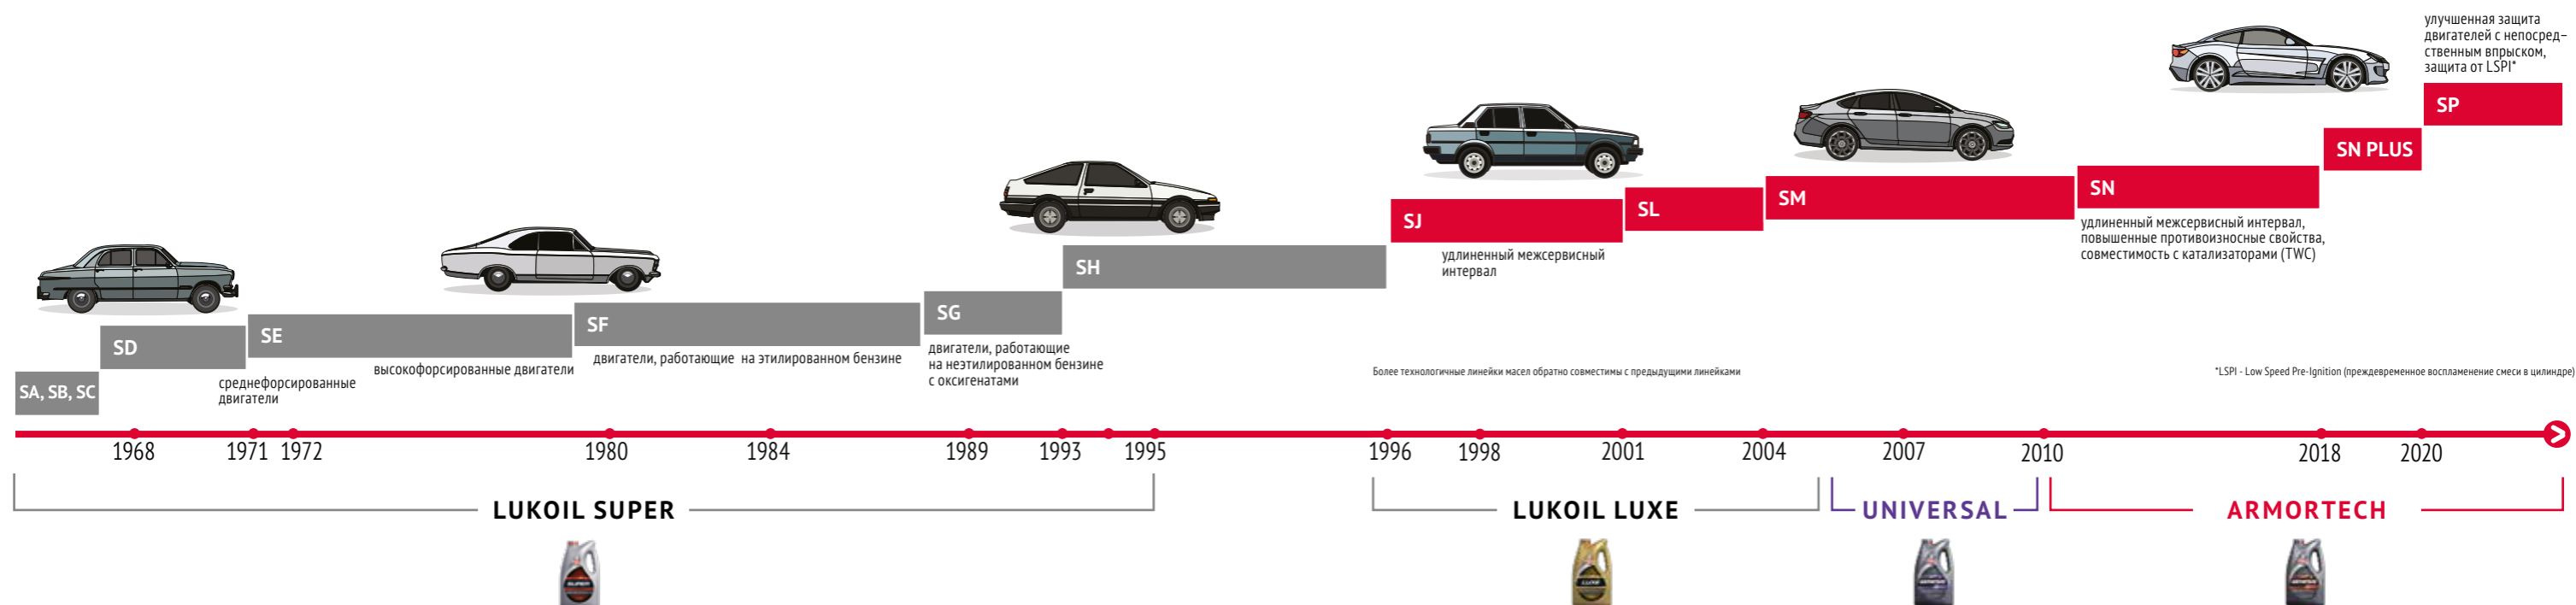 улучшенная защита
двигателей с непосред-
ственным впрыском,
защита от LSPI*
SP
SN PLUS
SN
удлиненный межсервисный интервал,
повышенные противоизносные свойства,
совместимость с катализаторами (TWC)
SM
SL
SJ
удлиненный межсервисный
интервал
SH
SG
двигатели, работающие
на неэтилированном бензине
с оксигенатами
SF
двигатели, работающие на этилированном бензине
SE
высокофорсированные двигатели
SD
среднефорсированные
двигатели
SA, SB, SC
Более технологичные линейки масел обратно совместимы с предыдущими линейками
*LSPI - Low Speed Pre-Ignition (преждевременное воспламенение смеси в цилиндре)
1968 1971 1972 1980 1984 1989 1993 1995 1996 1998 2001 2004 2007 2010 2018 2020
LUKOIL SUPER LUKOIL LUXE UNIVERSAL ARMORTECH
SUPER LUXE